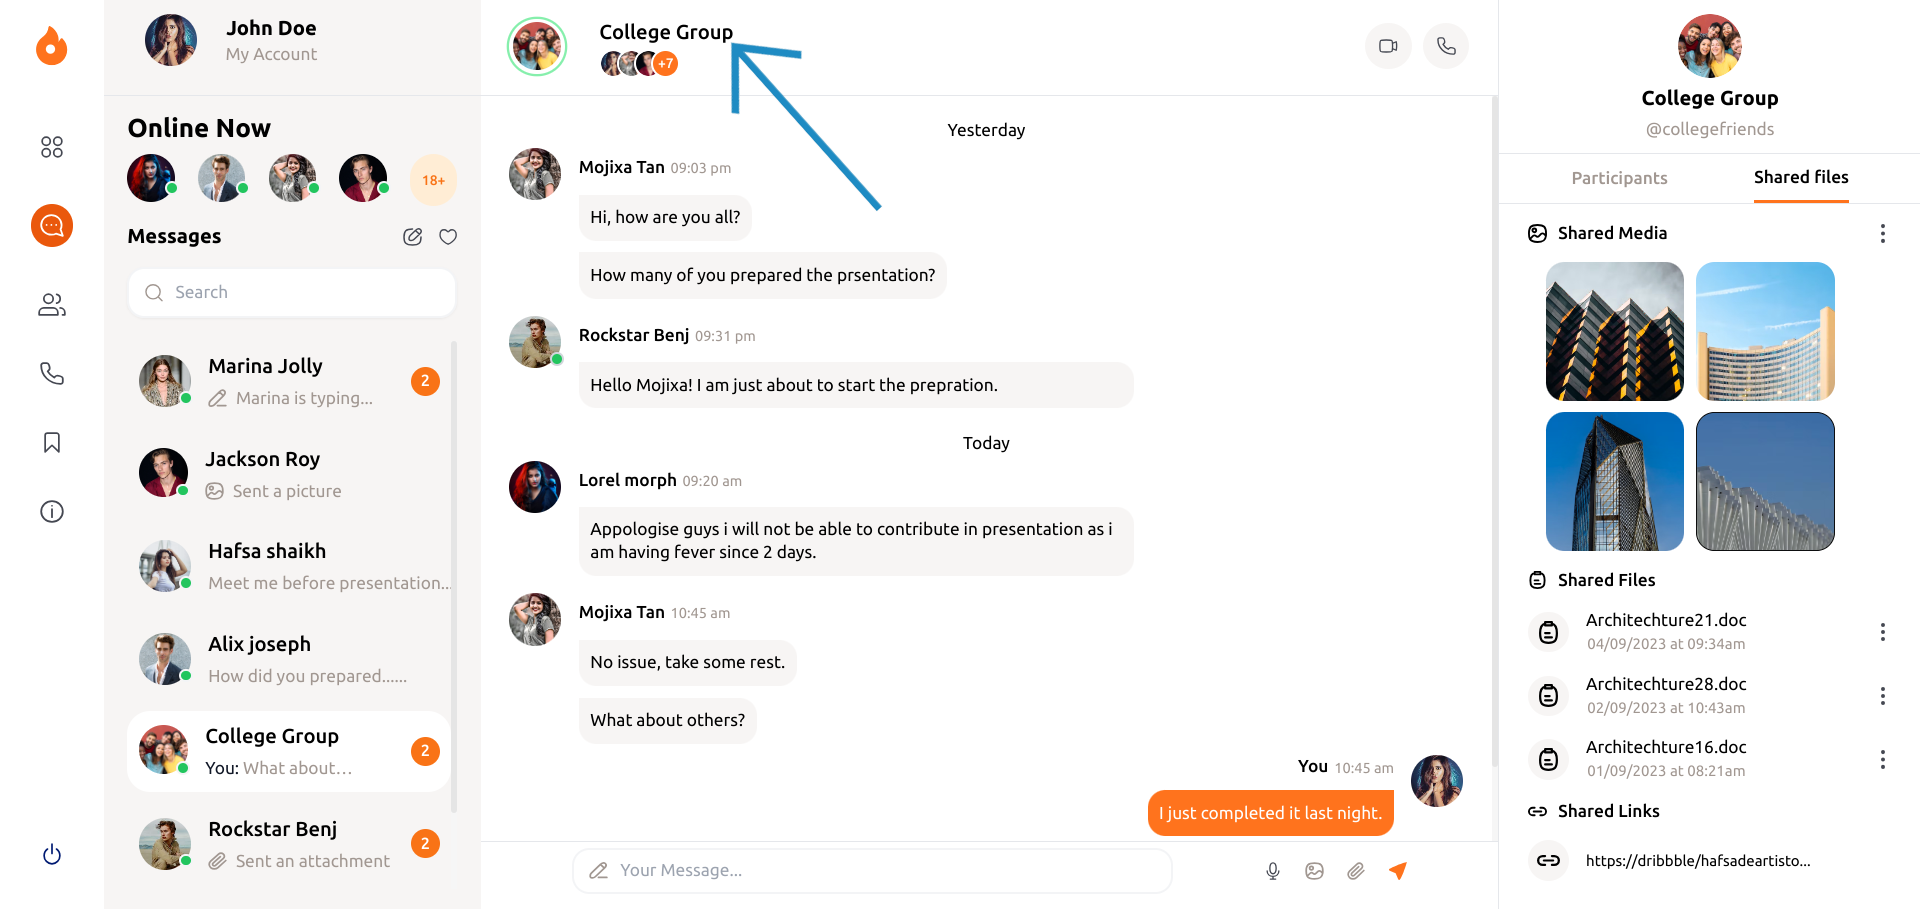 John Doe
My Account
Online Now
18+
Messages
Search
Marina Jolly
Marina is typing...
2
Jackson Roy
Sent a picture
Hafsa shaikh
Meet me before presentation...
Alix joseph
How did you prepared......
College Group
You: What about...
2
Rockstar Benj
Sent an attachment
2
College Group
+7
Yesterday
Mojixa Tan 09:03 pm
Hi, how are you all?
How many of you prepared the prsentation?
Rockstar Benj 09:31 pm
Hello Mojixa! I am just about to start the prepration.
Today
Lorel morph 09:20 am
Appologise guys i will not be able to contribute in presentation as i
am having fever since 2 days.
Mojixa Tan 10:45 am
No issue, take some rest.
What about others?
You 10:45 am
I just completed it last night.
Your Message...
College Group
@collegefriends
Participants Shared files
Shared Media
Shared Files
Architechture21.doc
04/09/2023 at 09:34am
Architechture28.doc
02/09/2023 at 10:43am
Architechture16.doc
01/09/2023 at 08:21am
Shared Links
https://dribbble/hafsadeartisto...